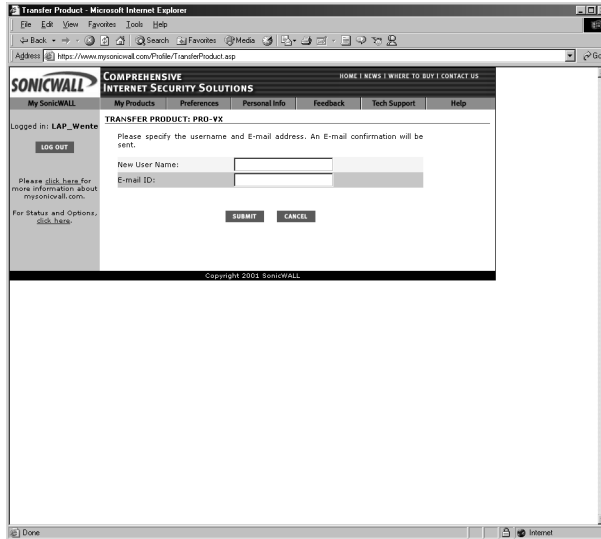 Transfer Product - Microsoft Internet Explorer
File Edit View Favorites Tools Help
Back Search Favorites Media
Address https://www.mysonicwall.com/Profile/TransferProduct.asp Go
SONICWALL
COMPREHENSIVE
INTERNET SECURITY SOLUTIONS
HOME | NEWS | WHERE TO BUY | CONTACT US
My SonicWALL My Products Preferences Personal Info Feedback Tech Support Help
Logged in: LAP_Wente
LOG OUT
Please click here for
more information about
mysonicwall.com.
For Status and Options,
click here.
TRANSFER PRODUCT: PRO-VX
Please specify the username and E-mail address. An E-mail confirmation will be
sent.
New User Name:
E-mail ID:
SUBMIT CANCEL
Copyright 2001 SonicWALL
Done Internet